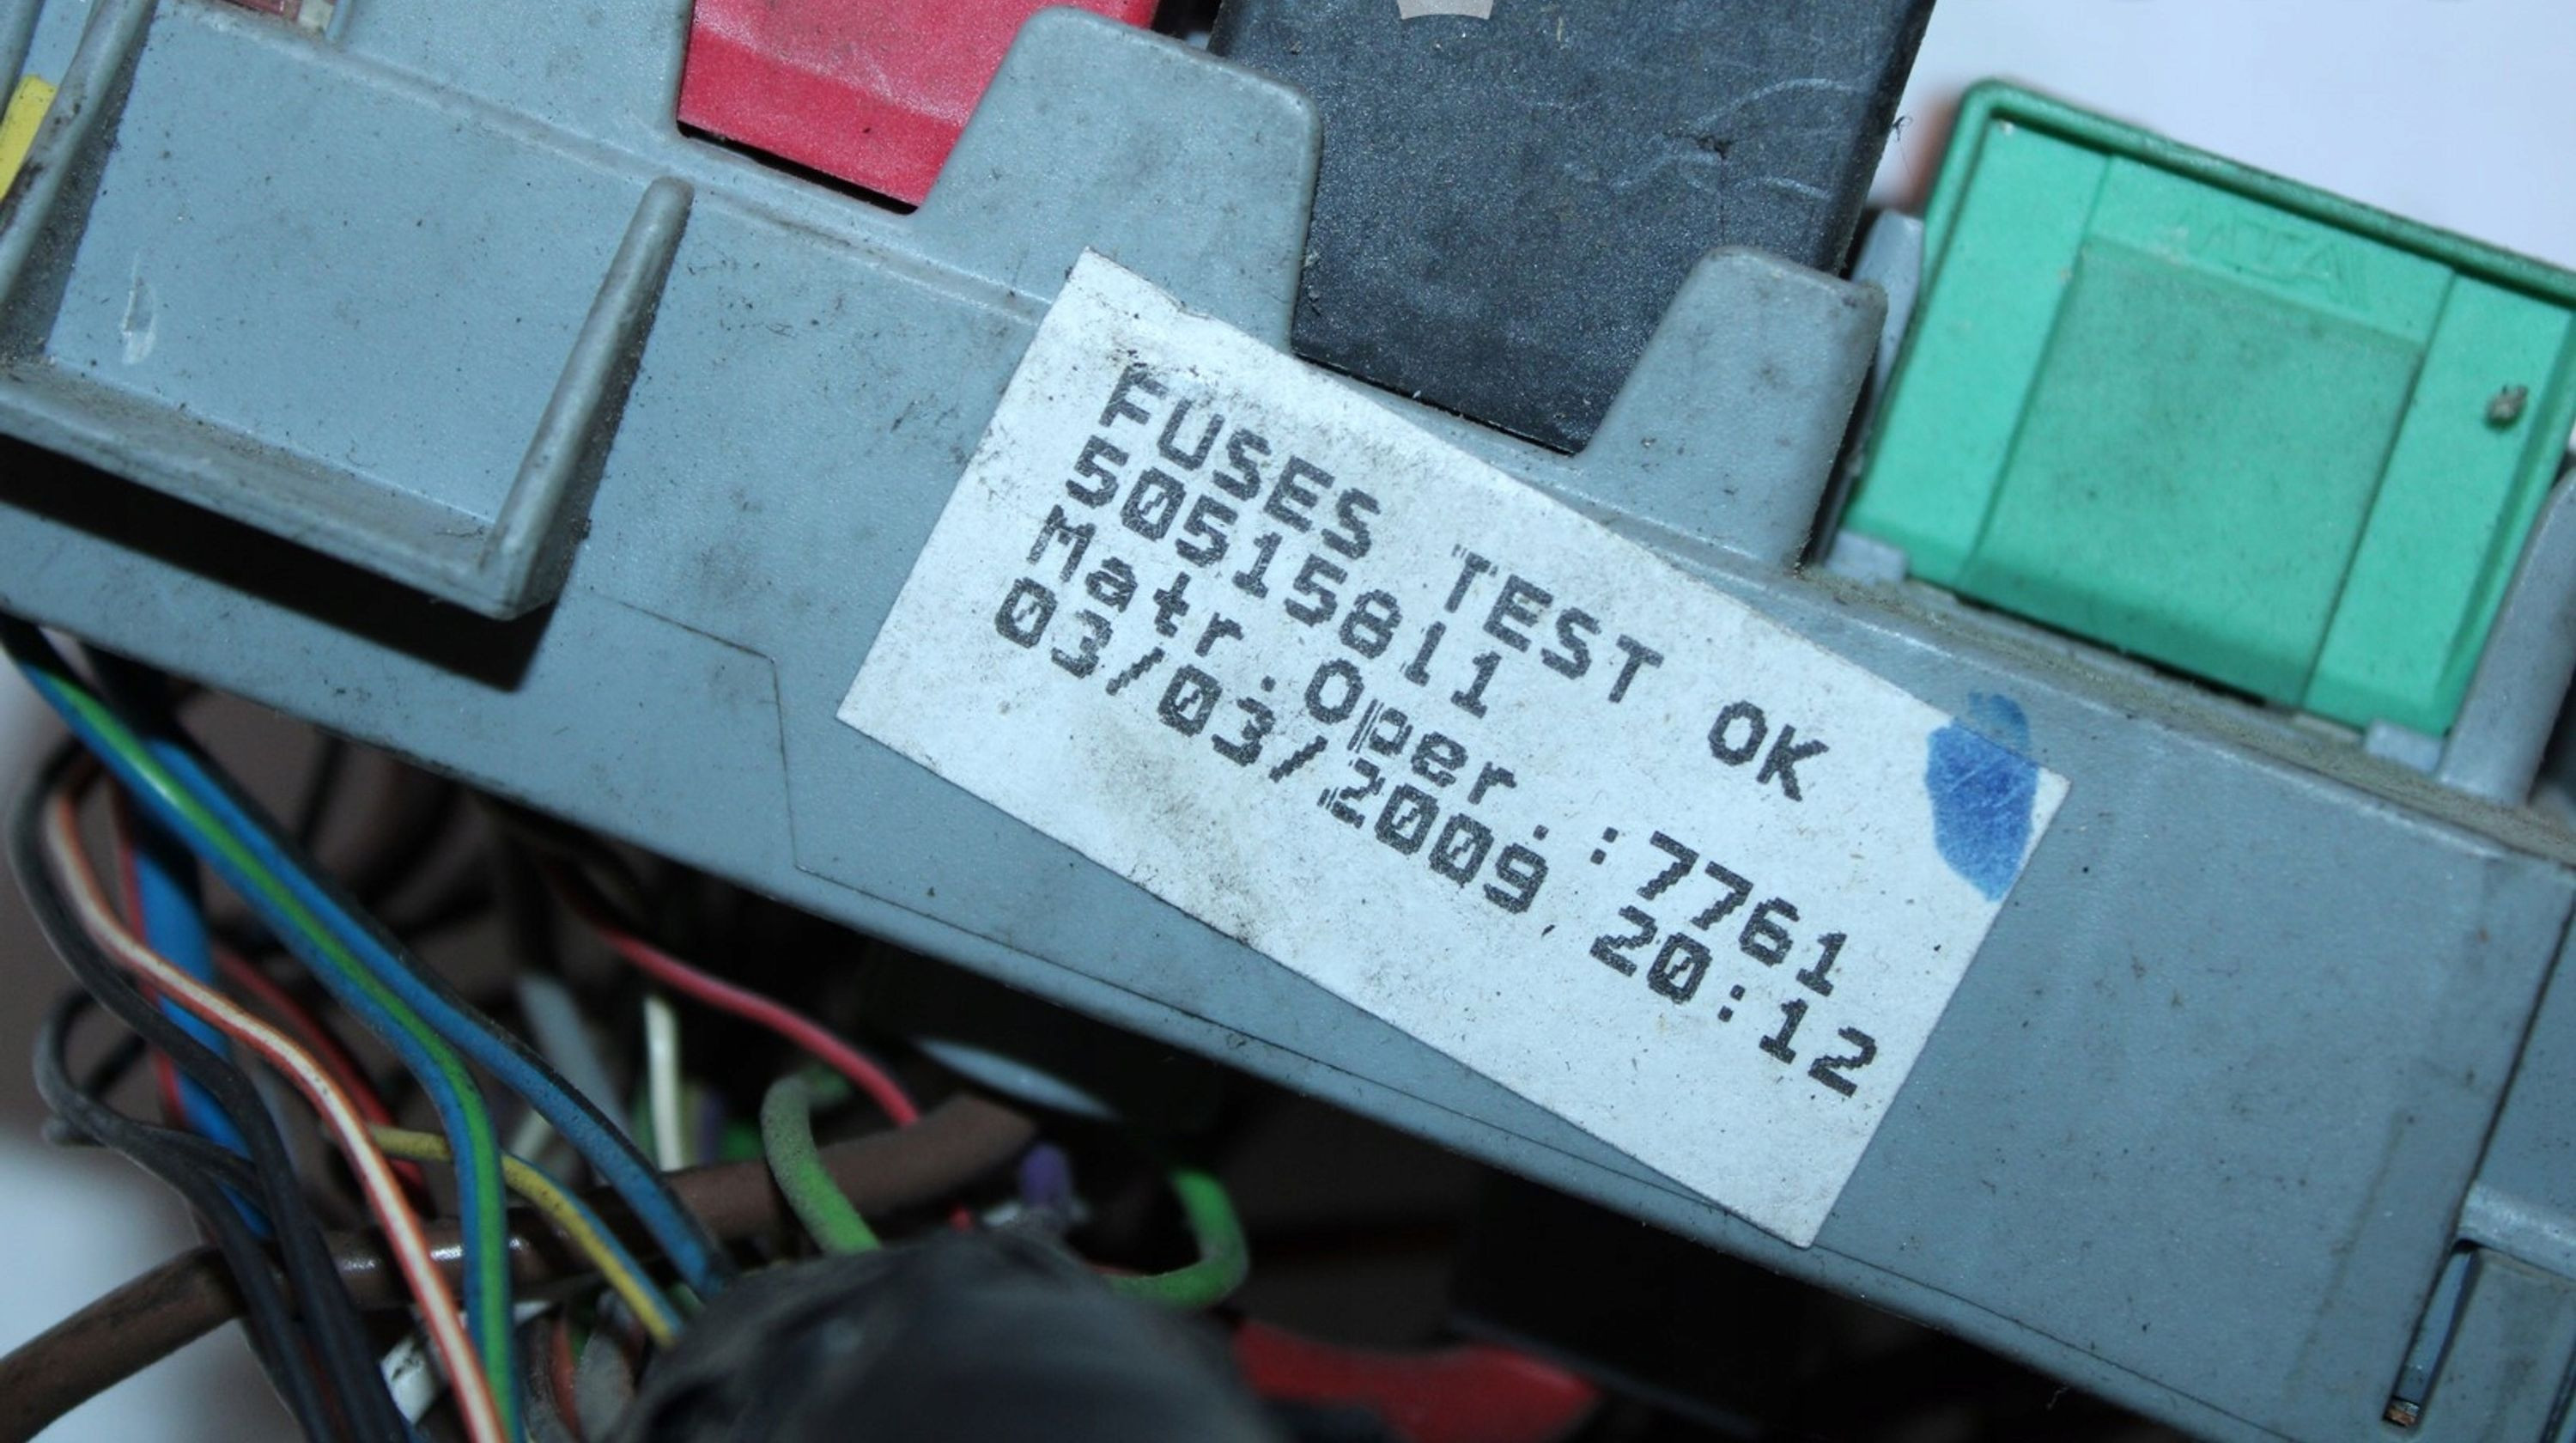 FUSES TEST OK
50515811
Matr.Oper.:7761
03/03/2009 20:12